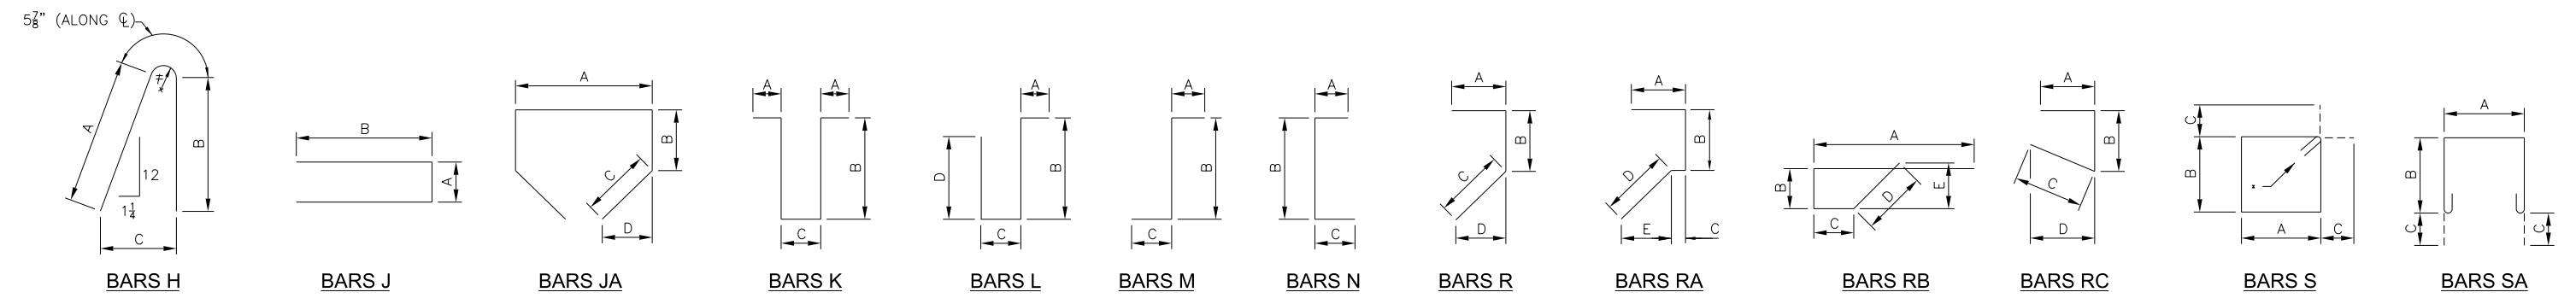 5⅞" (ALONG ℄)
A
B
12
1¼
C
BARS H
B
A
BARS J
A
B
C
D
BARS JA
A
A
B
C
BARS K
A
D
B
C
BARS L
A
B
C
BARS M
A
B
C
BARS N
A
B
C
D
BARS R
A
B
D
E
C
BARS RA
A
B
D
E
C
BARS RB
A
B
C
D
BARS RC
C
B
*
A
C
BARS S
A
B
C
C
BARS SA